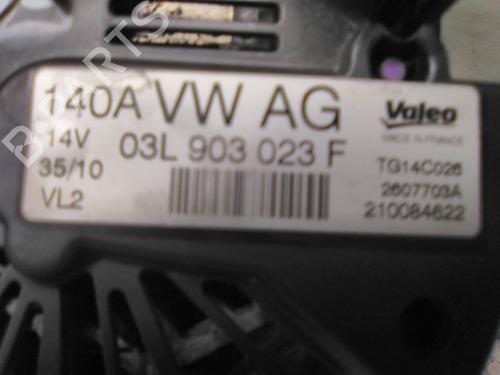 140A VW AG
14V
03L 903 023 F
35/10
VL2
Valeo
MADE IN FRANCE
TG14C026
2607703A
210084622